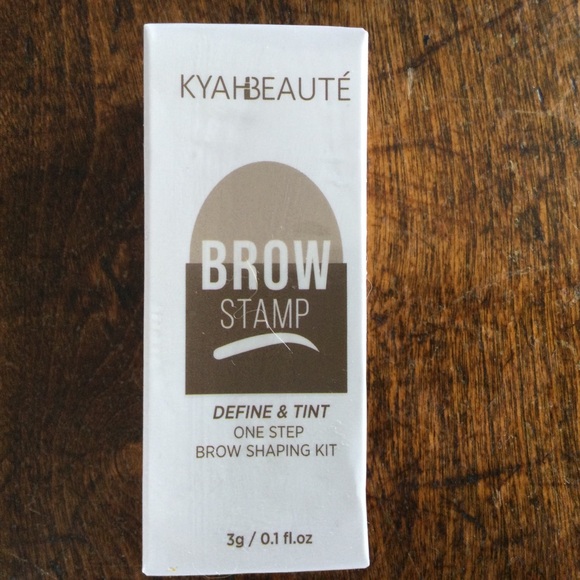 KYAHBEAUTÉ
BROW
STAMP
DEFINE & TINT
ONE STEP
BROW SHAPING KIT
3g / 0.1 fl.oz